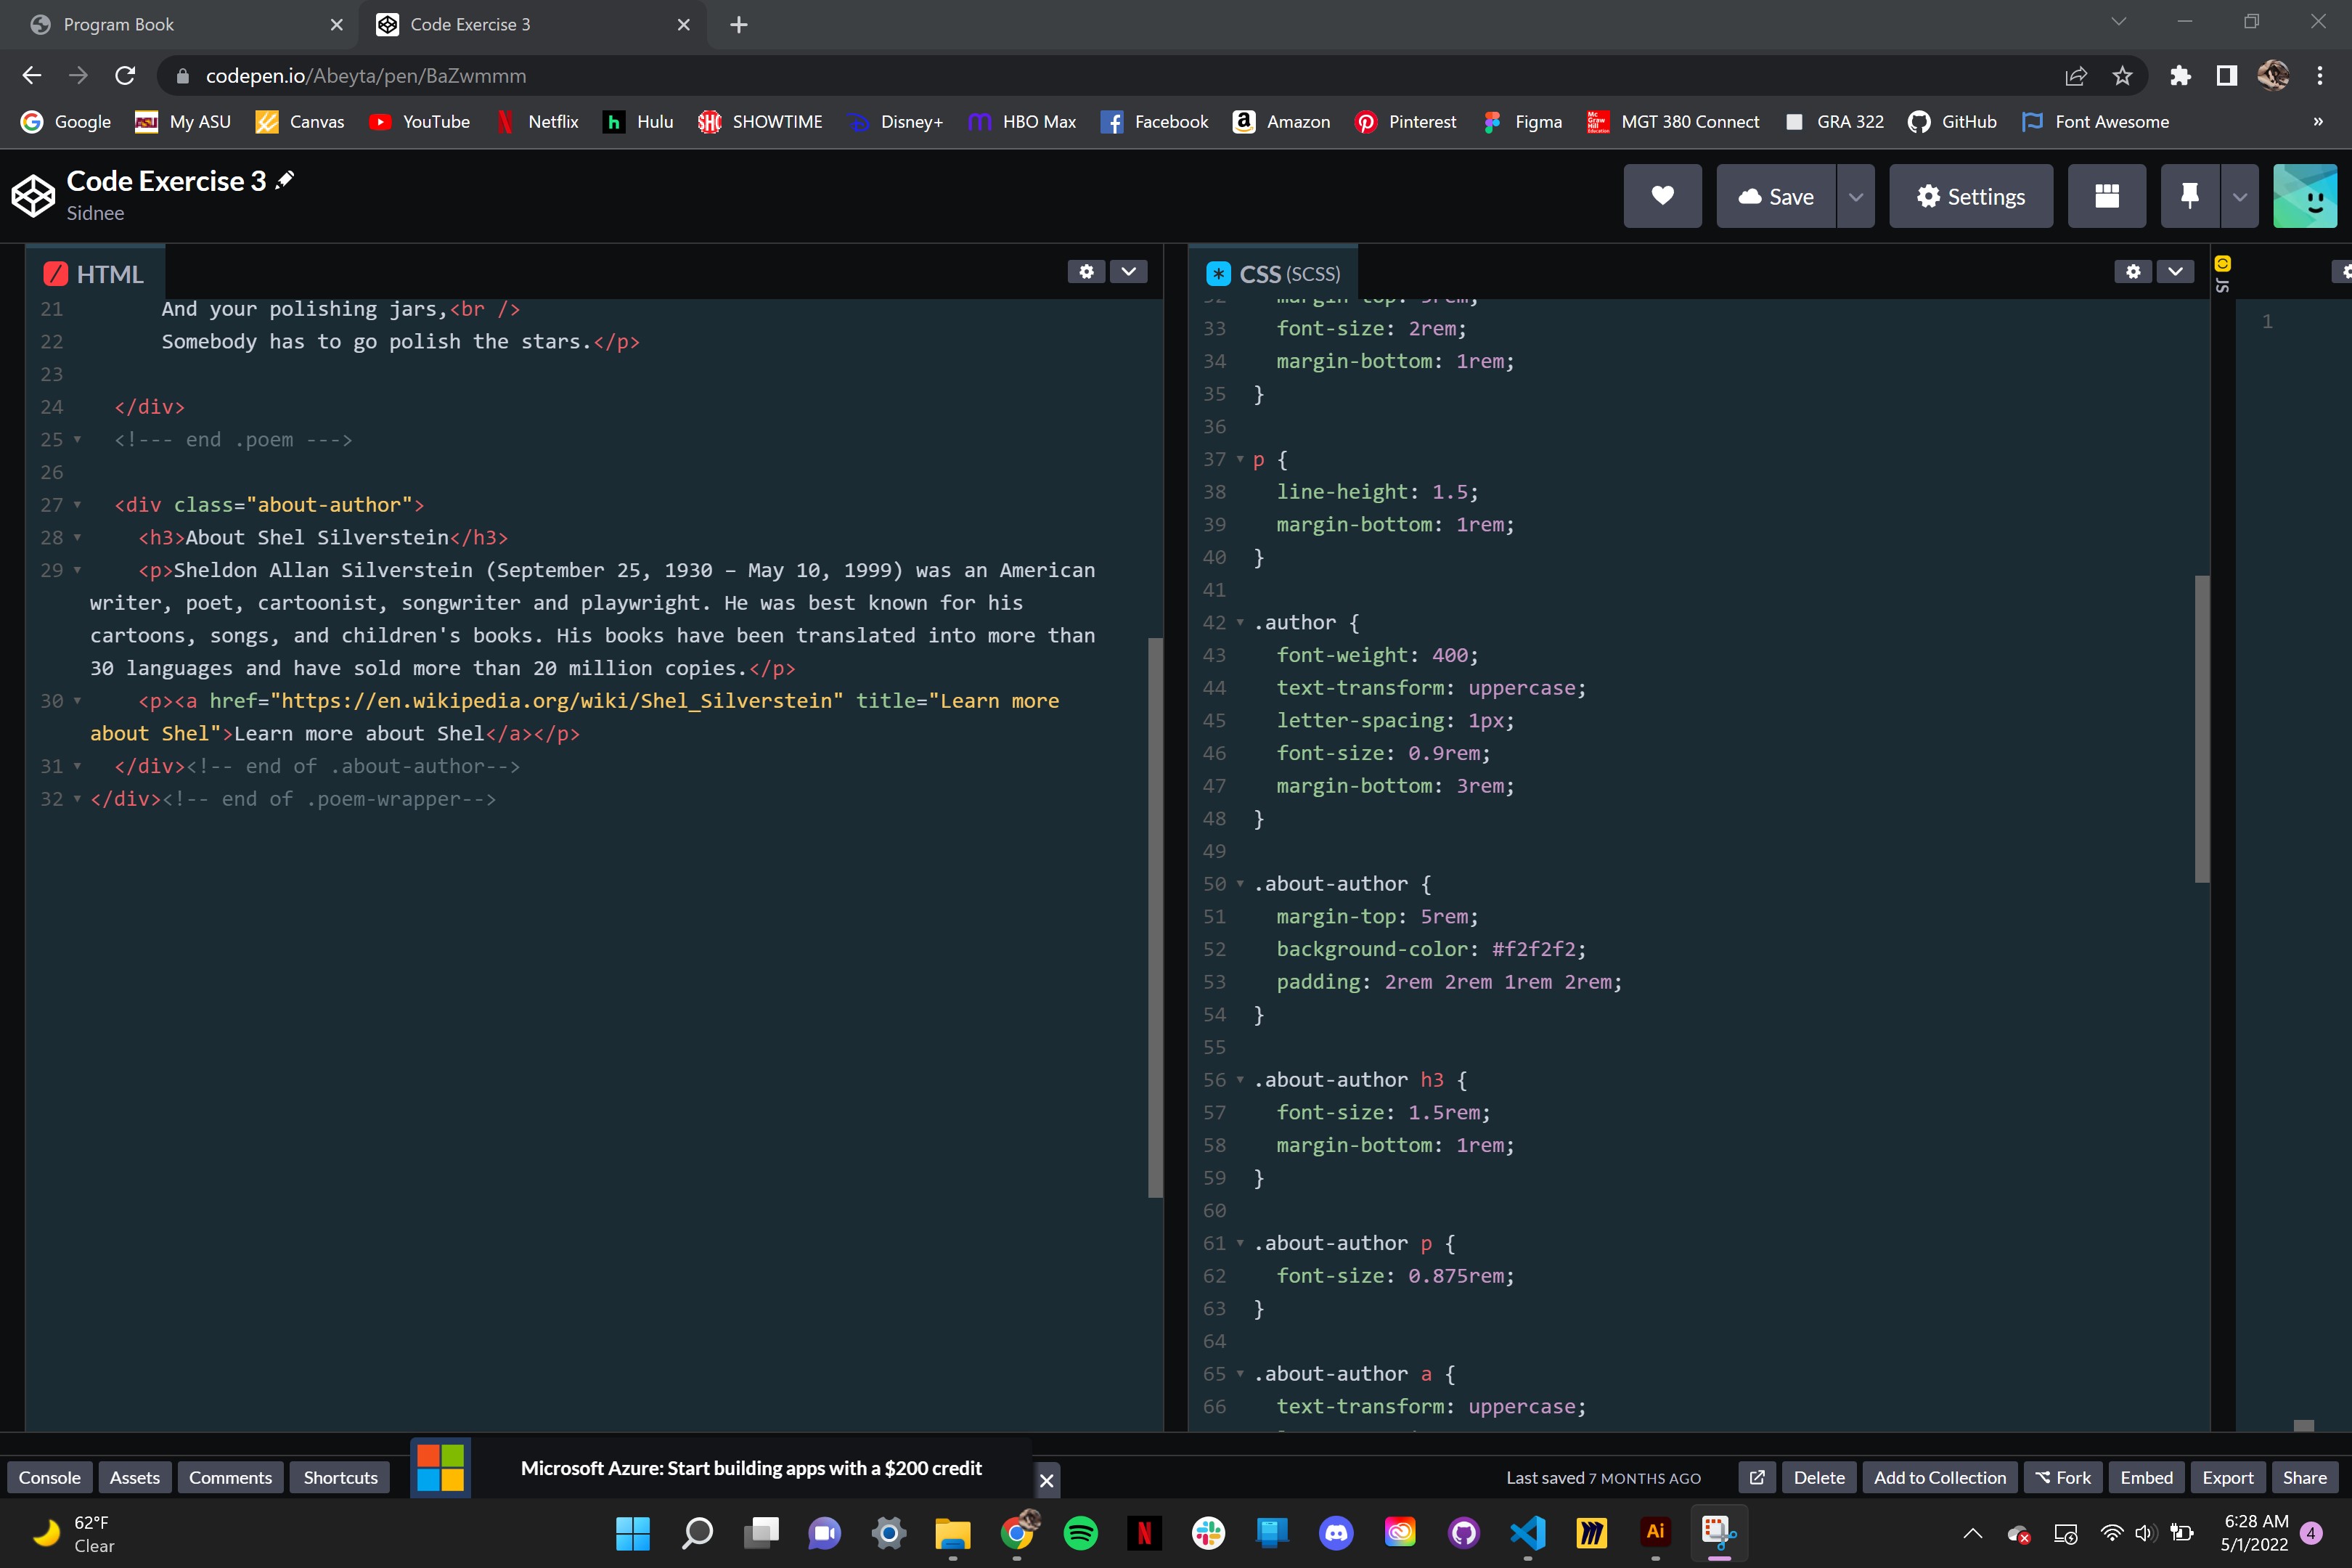 Program Book
Code Exercise 3
codepen.io/Abeyta/pen/BaZwmmm
Google My ASU Canvas YouTube Netflix Hulu SHOWTIME Disney+ HBO Max Facebook Amazon Pinterest Figma MGT 380 Connect GRA 322 GitHub Font Awesome »
Code Exercise 3
Sidnee
Save
Settings
HTML
21 And your polishing jars,<br />
22 Somebody has to go polish the stars.</p>
23
24 </div>
25 <!--- end .poem --->
26
27 <div class="about-author">
28 <h3>About Shel Silverstein</h3>
29 <p>Sheldon Allan Silverstein (September 25, 1930 – May 10, 1999) was an American
writer, poet, cartoonist, songwriter and playwright. He was best known for his
cartoons, songs, and children's books. His books have been translated into more than
30 languages and have sold more than 20 million copies.</p>
30 <p><a href="https://en.wikipedia.org/wiki/Shel_Silverstein" title="Learn more
about Shel">Learn more about Shel</a></p>
31 </div><!-- end of .about-author-->
32 </div><!-- end of .poem-wrapper-->
CSS (SCSS)
33 font-size: 2rem;
34 margin-bottom: 1rem;
35 }
36
37 p {
38 line-height: 1.5;
39 margin-bottom: 1rem;
40 }
41
42 .author {
43 font-weight: 400;
44 text-transform: uppercase;
45 letter-spacing: 1px;
46 font-size: 0.9rem;
47 margin-bottom: 3rem;
48 }
49
50 .about-author {
51 margin-top: 5rem;
52 background-color: #f2f2f2;
53 padding: 2rem 2rem 1rem 2rem;
54 }
55
56 .about-author h3 {
57 font-size: 1.5rem;
58 margin-bottom: 1rem;
59 }
60
61 .about-author p {
62 font-size: 0.875rem;
63 }
64
65 .about-author a {
66 text-transform: uppercase;
JS
1
Console Assets Comments Shortcuts
Microsoft Azure: Start building apps with a $200 credit
Last saved 7 MONTHS AGO
Delete Add to Collection Fork Embed Export Share
62°F
Clear
Ai
6:28 AM
5/1/2022
4